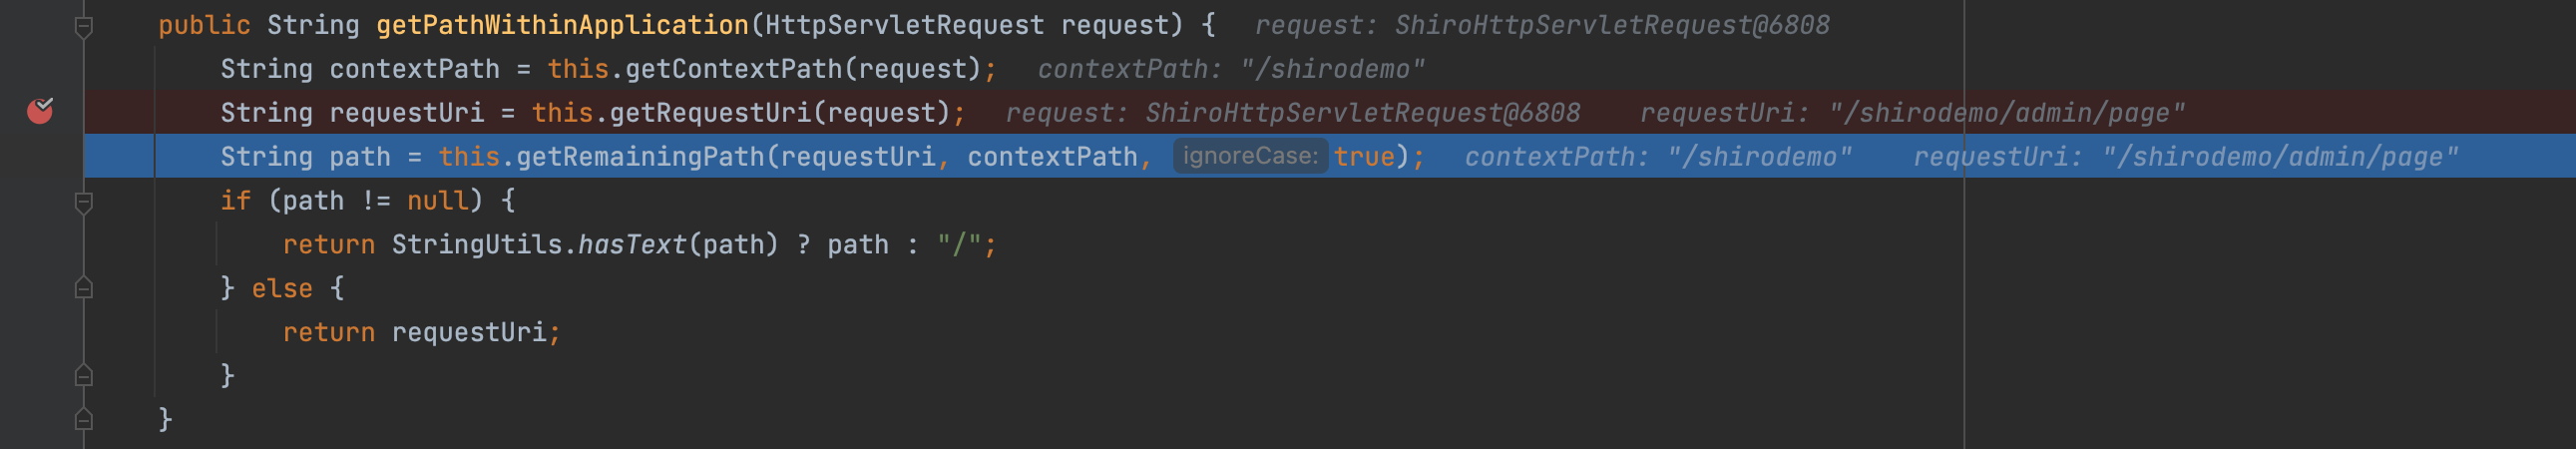 public String getPathWithinApplication(HttpServletRequest request) {   request: ShiroHttpServletRequest@6808
String contextPath = this.getContextPath(request);   contextPath: "/shirodemo"
String requestUri = this.getRequestUri(request);   request: ShiroHttpServletRequest@6808   requestUri: "/shirodemo/admin/page"
String path = this.getRemainingPath(requestUri, contextPath, ignoreCase: true);   contextPath: "/shirodemo"   requestUri: "/shirodemo/admin/page"
if (path != null) {
return StringUtils.hasText(path) ? path : "/";
} else {
return requestUri;
}
}